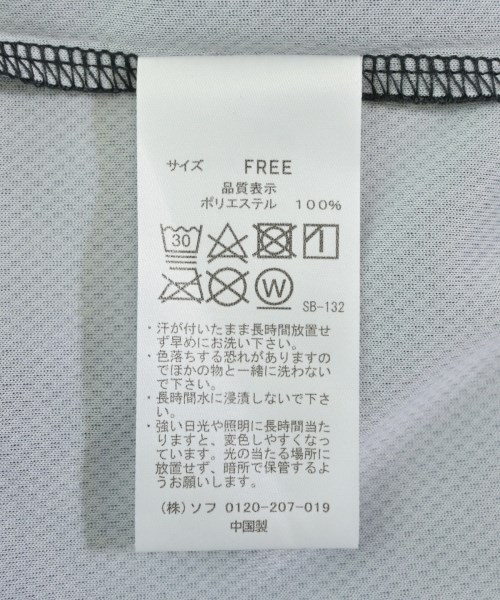 サイズ FREE
品質表示
ポリエステル 100%
30
W
SB-132
・汗が付いたまま長時間放置せ
ず早めにお洗い下さい。
・色落ちする恐れがありますの
でほかの物と一緒に洗わない
で下さい。
・長時間水に浸漬しないで下さ
い。
・強い日光や照明に長時間当た
りますと、変色しやすくなっ
ています。光の当たる場所に
放置せず、暗所で保管するよ
うお願いします。
(株)ソフ 0120-207-019
中国製